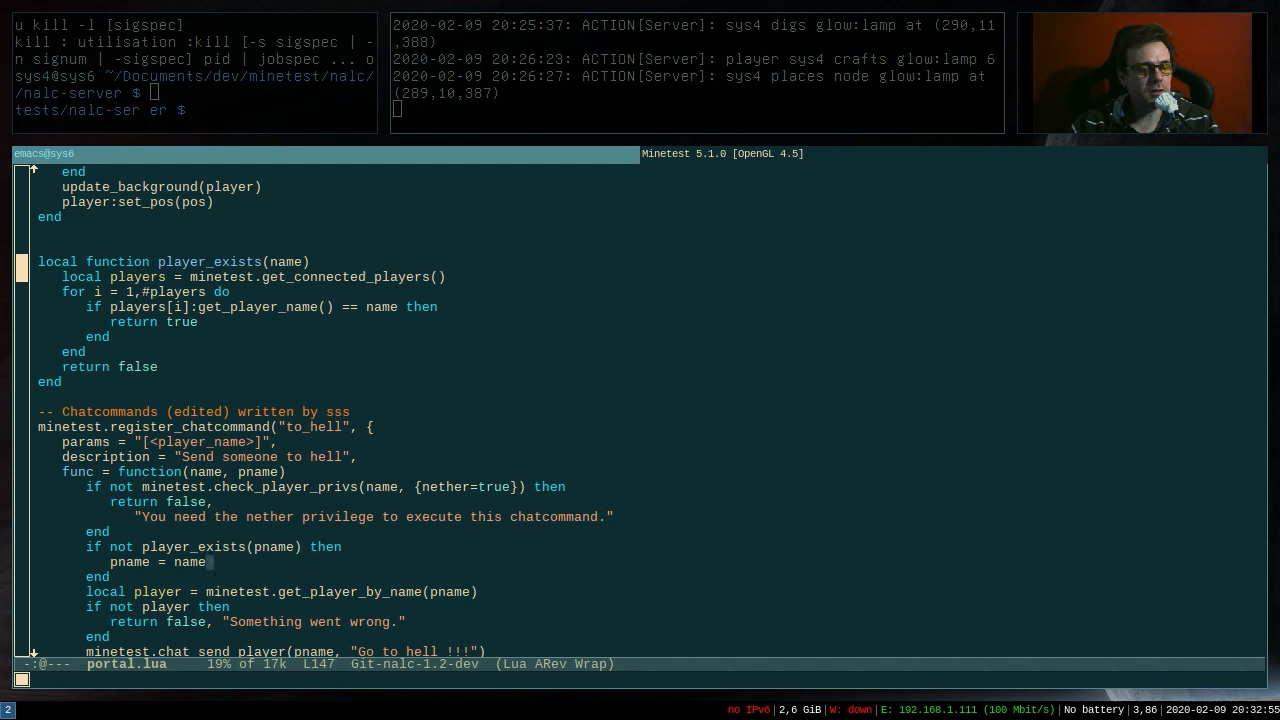 u kill -l [sigspec]
kill : utilisation :kill [-s sigspec | -
n signum | -sigspec] pid | jobspec ... o
sys4@sys6 ~/Documents/dev/minetest/nalc/
/nalc-server $
tests/nalc-ser er $
2020-02-09 20:25:37: ACTION[Server]: sys4 digs glow:lamp at (290,11
,388)
2020-02-09 20:26:23: ACTION[Server]: player sys4 crafts glow:lamp 6
2020-02-09 20:26:27: ACTION[Server]: sys4 places node glow:lamp at
(289,10,387)
emacs@sys6
Minetest 5.1.0 [OpenGL 4.5]
end
update_background(player)
player:set_pos(pos)
end
local function player_exists(name)
local players = minetest.get_connected_players()
for i = 1,#players do
if players[i]:get_player_name() == name then
return true
end
end
return false
end
-- Chatcommands (edited) written by sss
minetest.register_chatcommand("to_hell", {
params = "[<player_name>]",
description = "Send someone to hell",
func = function(name, pname)
if not minetest.check_player_privs(name, {nether=true}) then
return false,
"You need the nether privilege to execute this chatcommand."
end
if not player_exists(pname) then
pname = name
end
local player = minetest.get_player_by_name(pname)
if not player then
return false, "Something went wrong."
end
minetest.chat_send_player(pname, "Go to hell !!!")
-:@---  portal.lua     19% of 17k  L147  Git-nalc-1.2-dev  (Lua ARev Wrap)
2
no IPv6|2,6 GiB|W: down|E: 192.168.1.111 (100 Mbit/s)|No battery|3,86|2020-02-09 20:32:55